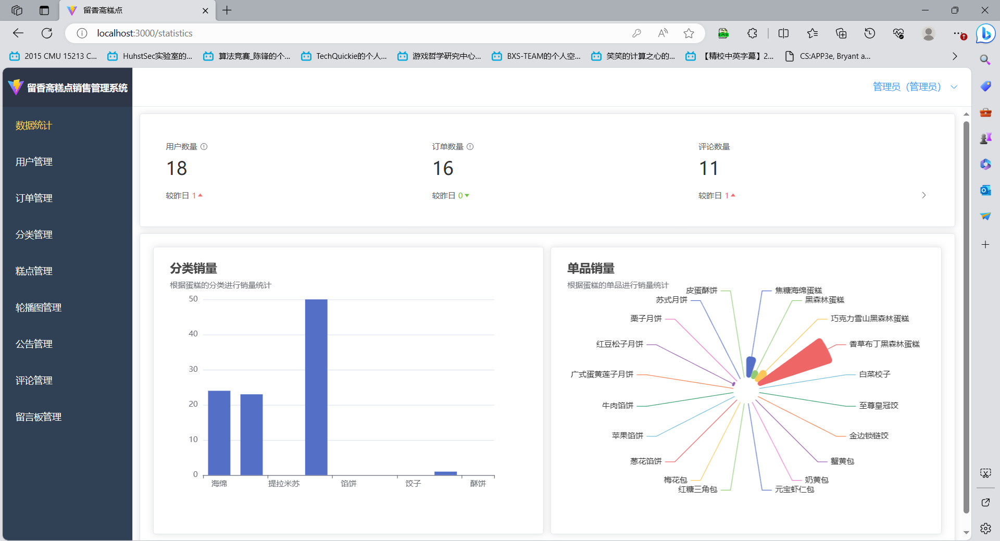 留香斋糕点
localhost:3000/statistics
2015 CMU 15213 C...
HuhstSec实验室的...
算法竞赛_陈锋的个...
TechQuickie的个人...
游戏哲学研究中心...
BXS-TEAM的个人空...
笑笑的计算之心的...
【精校中英字幕】2...
CS:APP3e, Bryant a...
留香斋糕点销售管理系统
管理员（管理员）
数据统计
用户管理
订单管理
分类管理
糕点管理
轮播图管理
公告管理
评论管理
留言板管理
用户数量
18
较昨日 1
订单数量
16
较昨日 0
评论数量
11
较昨日 1
分类销量
根据蛋糕的分类进行销量统计
50
40
30
20
10
0
海绵
提拉米苏
馅饼
饺子
酥饼
单品销量
根据蛋糕的单品进行销量统计
焦糖海绵蛋糕
黑森林蛋糕
巧克力雪山黑森林蛋糕
香草布丁黑森林蛋糕
白菜校子
至尊皇冠饺
金边锁链饺
蟹黄包
奶黄包
元宝虾仁包
红糖三角包
梅花包
葱花馅饼
苹果馅饼
牛肉馅饼
广式蛋黄莲子月饼
红豆松子月饼
栗子月饼
苏式月饼
皮蛋酥饼